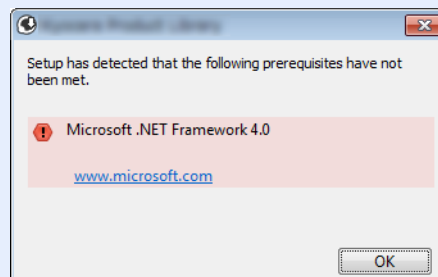 Setup has detected that the following prerequisites have not
been met.
Microsoft .NET Framework 4.0
www.microsoft.com
OK